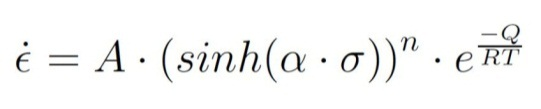 ϵ̇ = A · (sinh(α · σ))ⁿ · e^(-Q/RT)